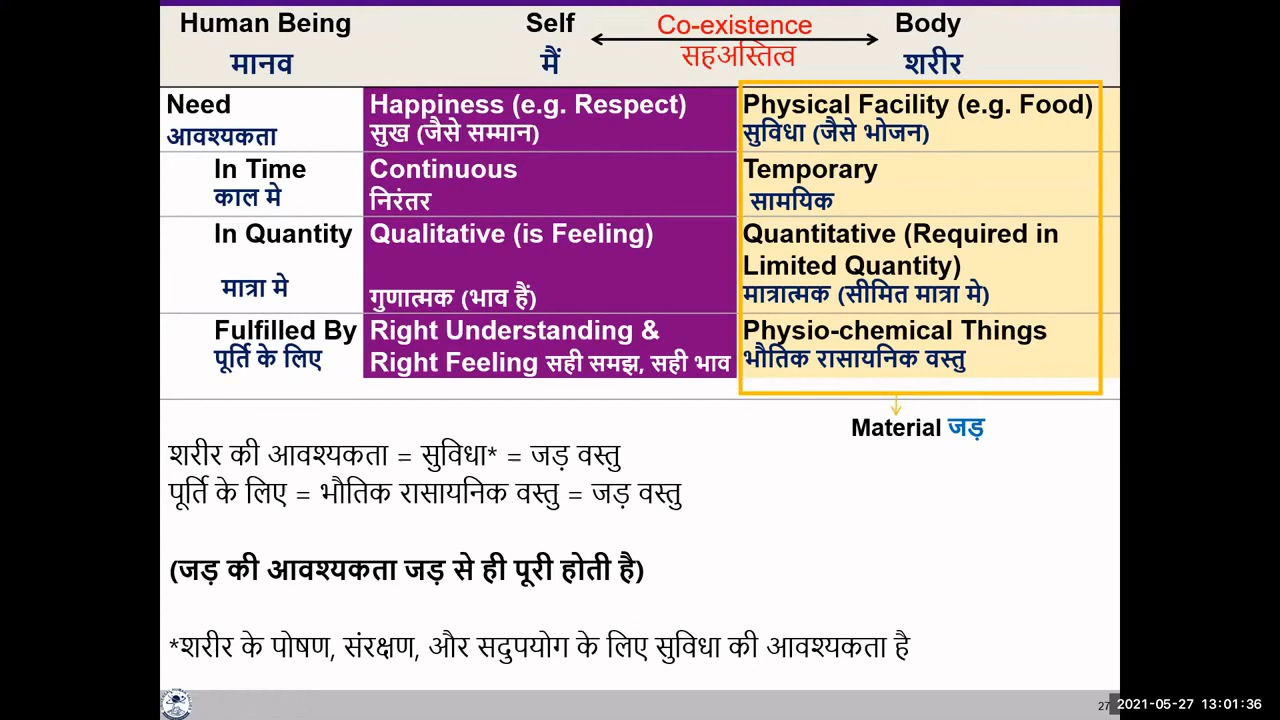 Human Being Self Co-existence Body
मानव मैं सहअस्तित्व शरीर
Need Happiness (e.g. Respect) Physical Facility (e.g. Food)
आवश्यकता सुख (जैसे सम्मान) सुविधा (जैसे भोजन)
In Time Continuous Temporary
काल मे निरंतर सामयिक
In Quantity Qualitative (is Feeling) Quantitative (Required in
Limited Quantity)
मात्रा मे गुणात्मक (भाव हैं) मात्रात्मक (सीमित मात्रा मे)
Fulfilled By Right Understanding & Physio-chemical Things
पूर्ति के लिए Right Feeling सही समझ, सही भाव भौतिक रासायनिक वस्तु
Material जड़
शरीर की आवश्यकता = सुविधा* = जड़ वस्तु
पूर्ति के लिए = भौतिक रासायनिक वस्तु = जड़ वस्तु
(जड़ की आवश्यकता जड़ से ही पूरी होती है)
*शरीर के पोषण, संरक्षण, और सदुपयोग के लिए सुविधा की आवश्यकता है
27 2021-05-27 13:01:36